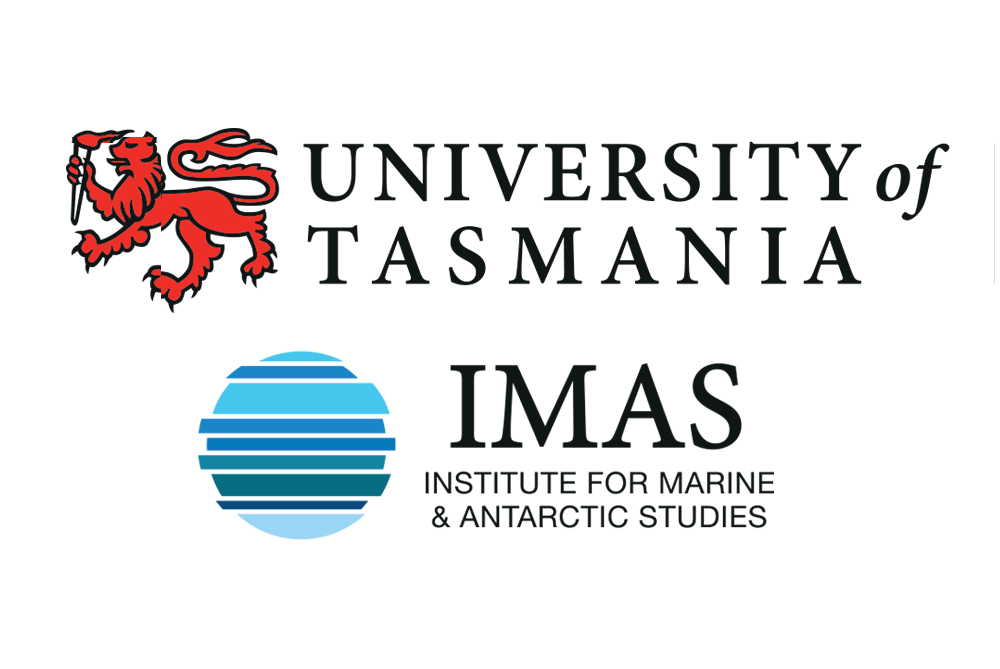 UNIVERSITY of
TASMANIA
IMAS
INSTITUTE FOR MARINE
& ANTARCTIC STUDIES